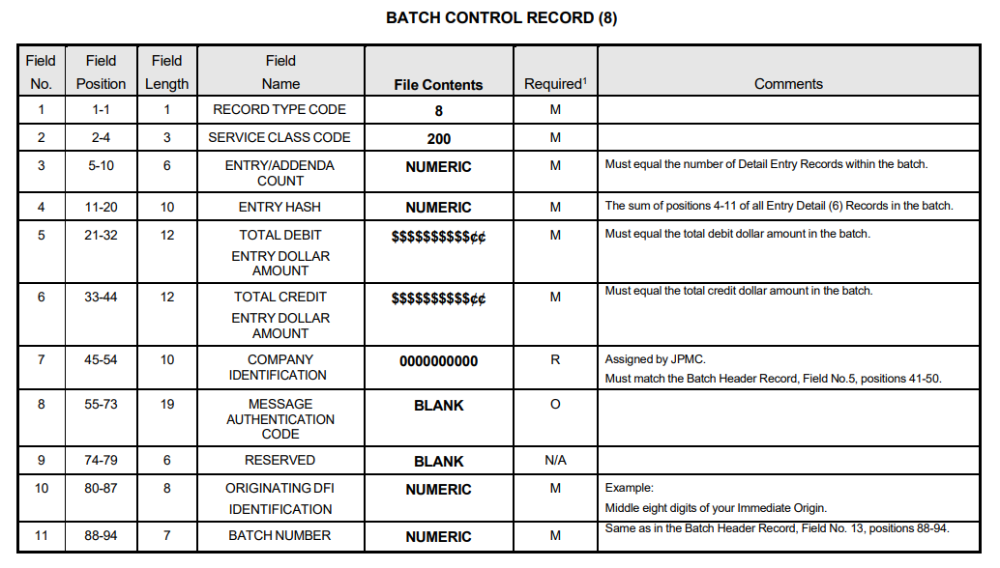 BATCH CONTROL RECORD (8)
Field No. Field Position Field Length Field Name File Contents Required¹ Comments
1 1-1 1 RECORD TYPE CODE 8 M
2 2-4 3 SERVICE CLASS CODE 200 M
3 5-10 6 ENTRY/ADDENDA NUMERIC M Must equal the number of Detail Entry Records within the batch.
COUNT
4 11-20 10 ENTRY HASH NUMERIC M The sum of positions 4-11 of all Entry Detail (6) Records in the batch.
5 21-32 12 TOTAL DEBIT $$$$$$$$$$¢¢ M Must equal the total debit dollar amount in the batch.
ENTRY DOLLAR
AMOUNT
6 33-44 12 TOTAL CREDIT $$$$$$$$$$¢¢ M Must equal the total credit dollar amount in the batch.
ENTRY DOLLAR
AMOUNT
7 45-54 10 COMPANY 0000000000 R Assigned by JPMC.
IDENTIFICATION Must match the Batch Header Record, Field No.5, positions 41-50.
8 55-73 19 MESSAGE BLANK O
AUTHENTICATION
CODE
9 74-79 6 RESERVED BLANK N/A
10 80-87 8 ORIGINATING DFI NUMERIC M Example:
IDENTIFICATION Middle eight digits of your Immediate Origin.
11 88-94 7 BATCH NUMBER NUMERIC M Same as in the Batch Header Record, Field No. 13, positions 88-94.